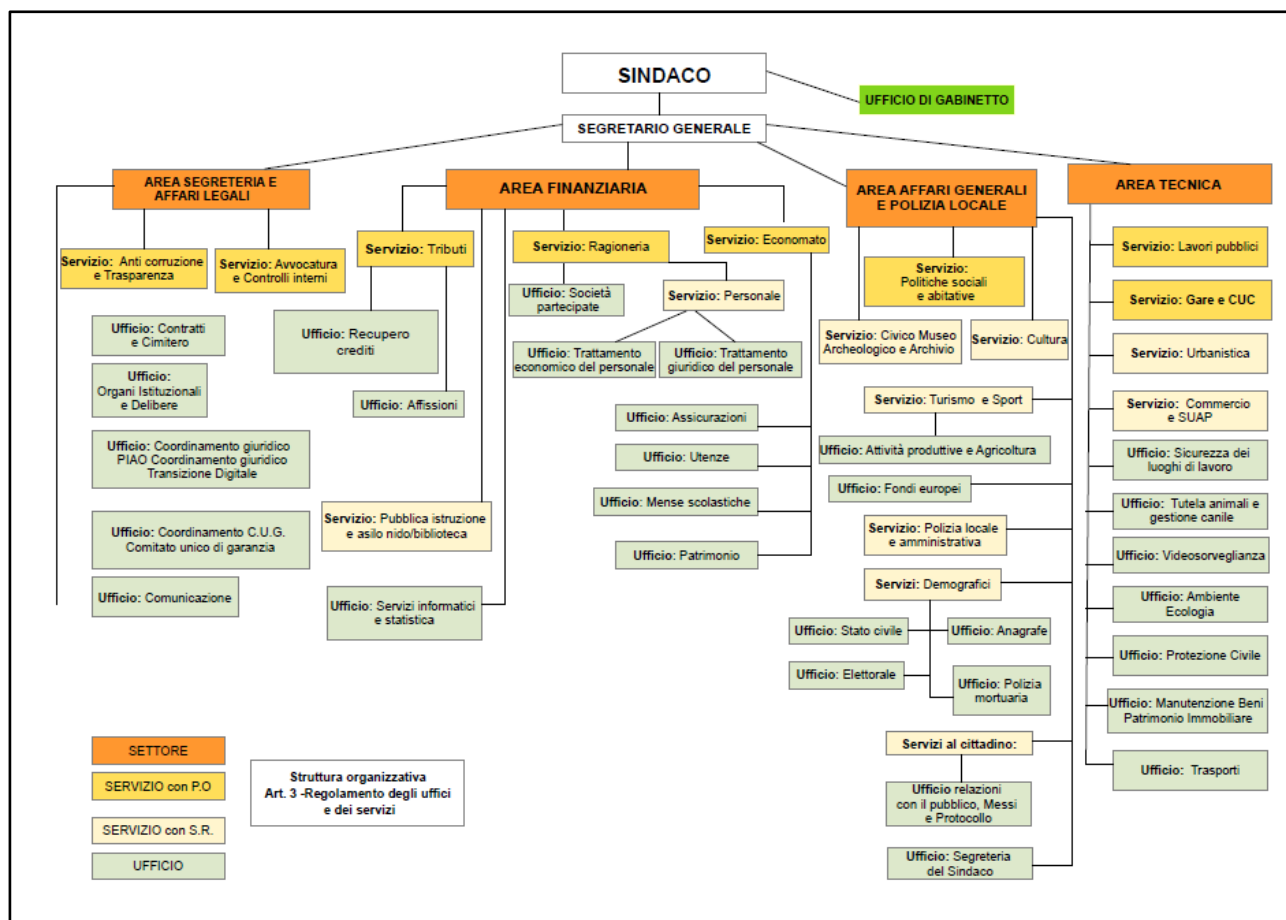 SINDACO
UFFICIO DI GABINETTO
SEGRETARIO GENERALE
AREA SEGRETERIA E
AFFARI LEGALI
Servizio: Anti corruzione
e Trasparenza
Servizio: Avvocatura
e Controlli interni
Ufficio: Contratti
e Cimitero
Ufficio:
Organi Istituzionali
e Delibere
Ufficio: Coordinamento giuridico
PIAO Coordinamento giuridico
Transizione Digitale
Ufficio: Coordinamento C.U.G.
Comitato unico di garanzia
Ufficio: Comunicazione
AREA FINANZIARIA
Servizio: Tributi
Ufficio: Recupero
crediti
Ufficio: Affissioni
Servizio: Pubblica istruzione
e asilo nido/biblioteca
Ufficio: Servizi informatici
e statistica
Servizio: Ragioneria
Ufficio: Società
partecipate
Servizio: Personale
Ufficio: Trattamento
economico del personale
Ufficio: Trattamento
giuridico del personale
Servizio: Economato
Ufficio: Assicurazioni
Ufficio: Utenze
Ufficio: Mense scolastiche
Ufficio: Patrimonio
AREA AFFARI GENERALI
E POLIZIA LOCALE
Servizio:
Politiche sociali
e abitative
Servizio: Civico Museo
Archeologico e Archivio
Servizio: Cultura
Servizio: Turismo e Sport
Ufficio: Attività produttive e Agricoltura
Ufficio: Fondi europei
Servizio: Polizia locale
e amministrativa
Servizi: Demografici
Ufficio: Stato civile
Ufficio: Anagrafe
Ufficio: Elettorale
Ufficio: Polizia
mortuaria
Servizi al cittadino:
Ufficio relazioni
con il pubblico, Messi
e Protocollo
Ufficio: Segreteria
del Sindaco
AREA TECNICA
Servizio: Lavori pubblici
Servizio: Gare e CUC
Servizio: Urbanistica
Servizio: Commercio
e SUAP
Ufficio: Sicurezza dei
luoghi di lavoro
Ufficio: Tutela animali e
gestione canile
Ufficio: Videosorveglianza
Ufficio: Ambiente
Ecologia
Ufficio: Protezione Civile
Ufficio: Manutenzione Beni
Patrimonio Immobiliare
Ufficio: Trasporti
SETTORE
SERVIZIO con P.O
SERVIZIO con S.R.
UFFICIO
Struttura organizzativa
Art. 3 -Regolamento degli uffici
e dei servizi